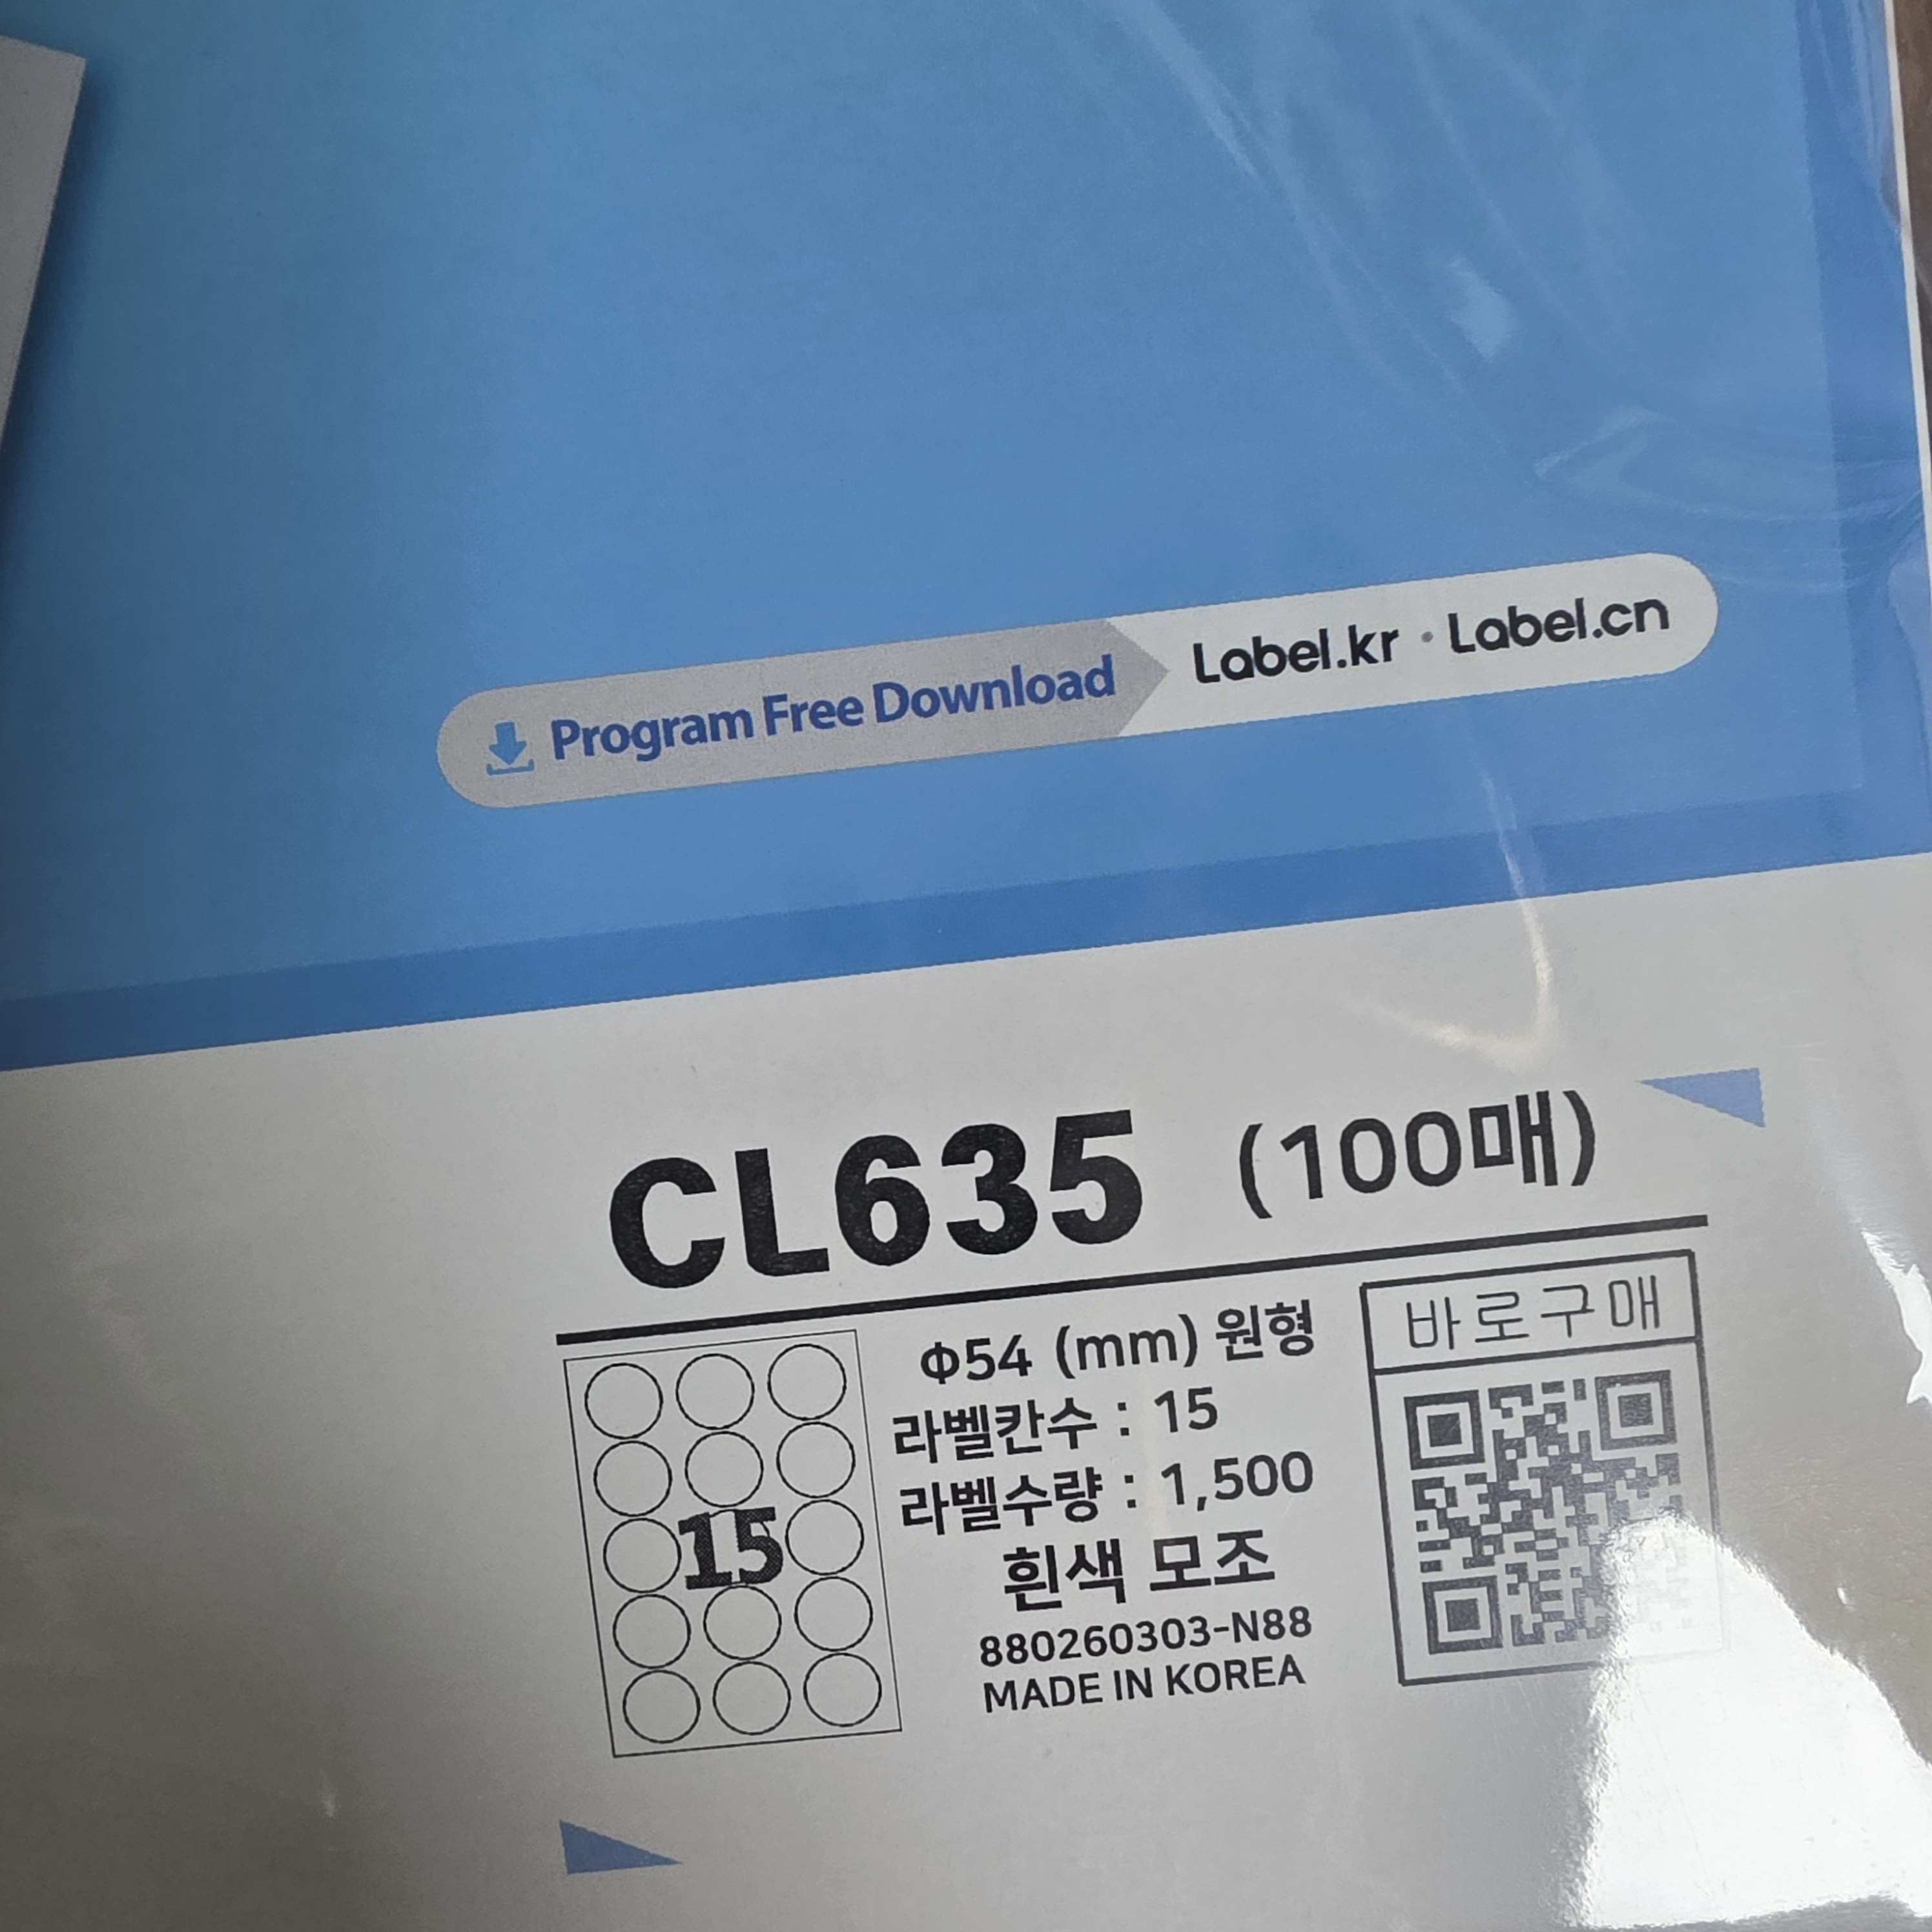 Program Free Download Label.kr · Label.cn
CL635 (100매)
Φ54 (mm) 원형
라벨칸수 : 15
라벨수량 : 1,500
흰색 모조
880260303-N88
MADE IN KOREA
15
바로구매